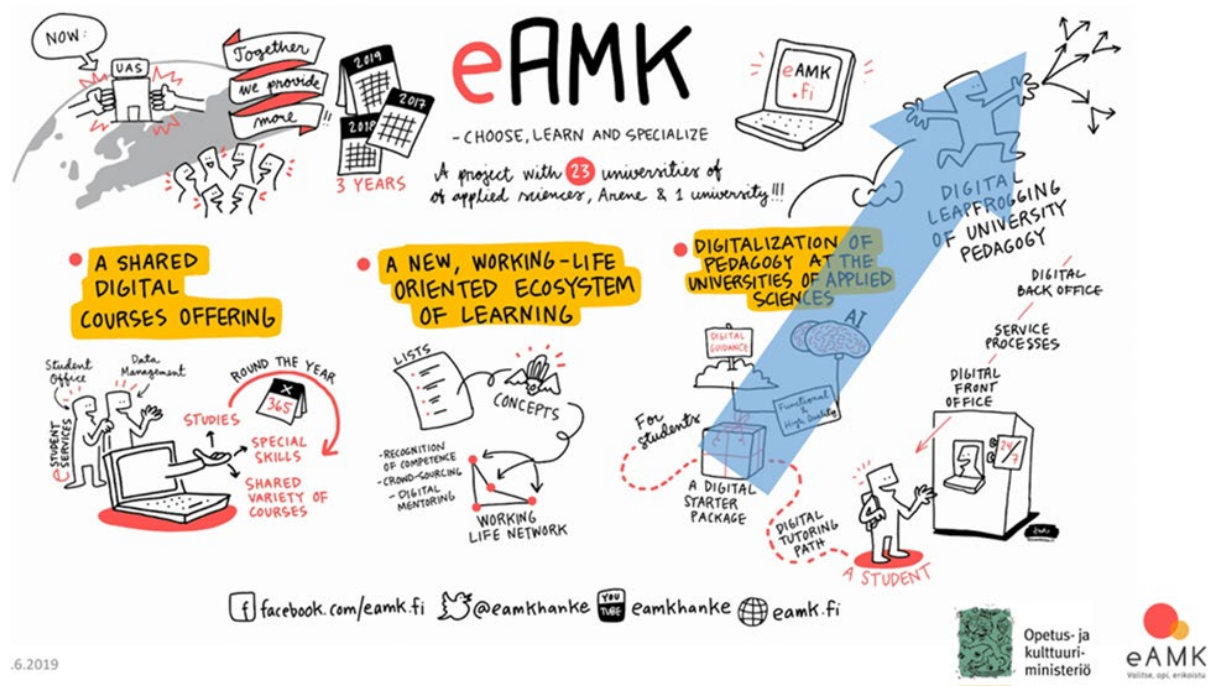 NOW:
UAS
Together
we provide
more !!!
2019
2017
2018
3 YEARS
eAMK
- CHOOSE, LEARN AND SPECIALIZE
A project with 23 universities of
of applied sciences, Arene & 1 university!!!
eAMK
.fi
DIGITAL
LEAPFROGGING
OF UNIVERSITY
PEDAGOGY
A SHARED
DIGITAL
COURSES OFFERING
Student
Office
Data
Management
eSTUDENT
SERVICES
ROUND THE YEAR
365
STUDIES
SPECIAL
SKILLS
SHARED
VARIETY OF
COURSES
A NEW, WORKING-LIFE
ORIENTED ECOSYSTEM
OF LEARNING
LISTS
CONCEPTS
-RECOGNITION
OF COMPETENCE
-CROWD-SOURCING
- DIGITAL
MENTORING
WORKING
LIFE NETWORK
DIGITALIZATION OF
PEDAGOGY AT THE
UNIVERSITIES OF APPLIED
SCIENCES
DIGITAL
GUIDANCE
AI
Functional
&
High Quality
For
students
A DIGITAL
STARTER
PACKAGE
DIGITAL
TUTORING
PATH
A STUDENT
DIGITAL
BACK OFFICE
SERVICE
PROCESSES
DIGITAL
FRONT
OFFICE
24/7
f facebook.com/eamk.fi
@eamkhanke
YOU
TUBE
eamkhanke
eamk.fi
.6.2019
Opetus- ja
kulttuuri-
ministeriö
eAMK
Valitse, opi, erikoistu